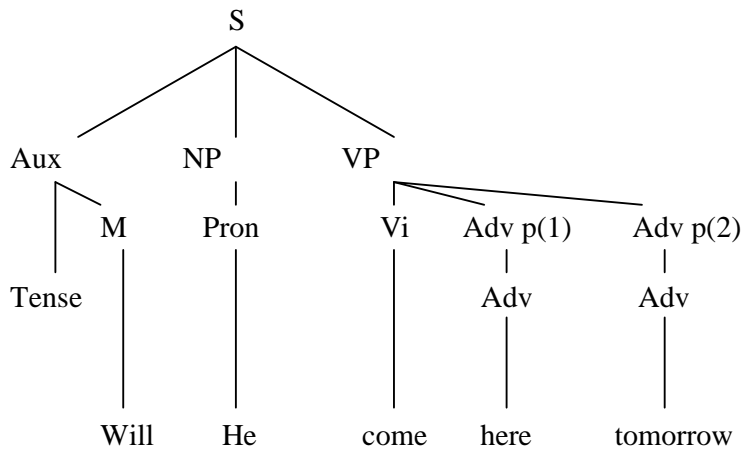 S
Aux NP VP
M Pron Vi Adv p(1) Adv p(2)
Tense Adv Adv
Will He come here tomorrow